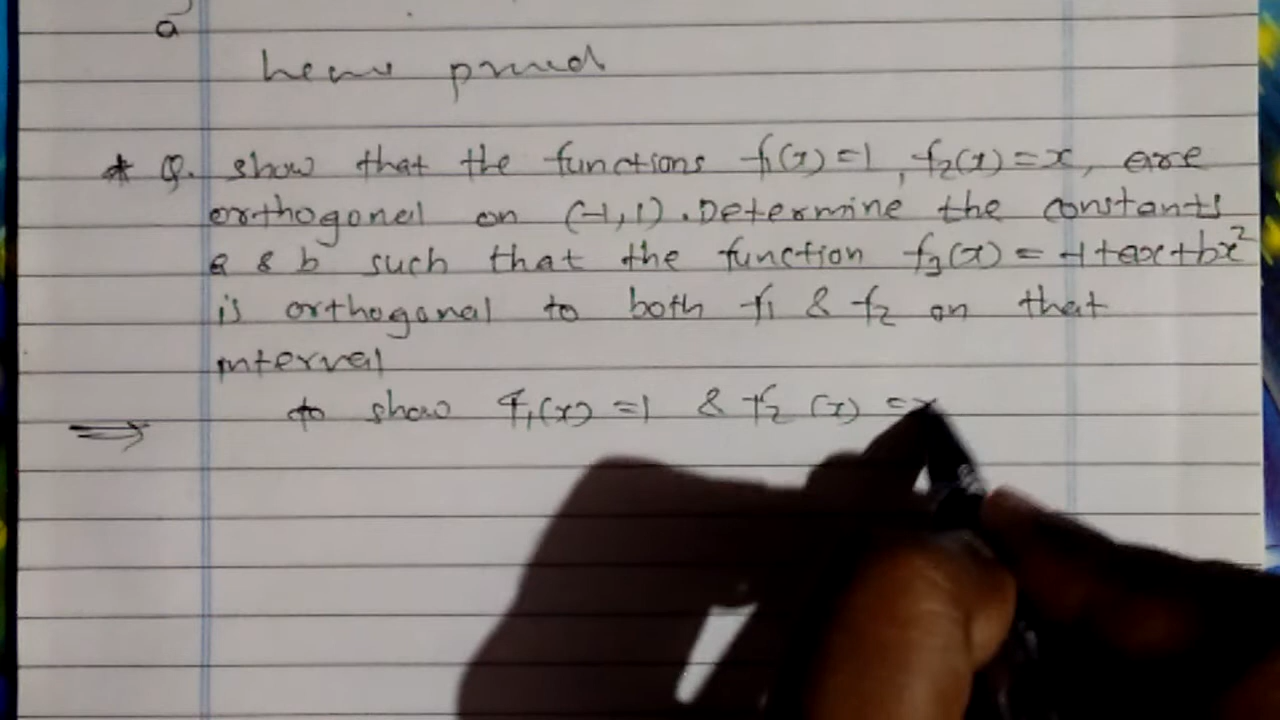 a
hence proved
* Q. show that the functions f1(x) = 1, f2(x) = x, are
orthogonal on (-1,1). Determine the constants
a & b such that the function f3(x) = -1+ax+bx²
is orthogonal to both f1 & f2 on that
interval
⇒ to show f1(x) = 1 & f2(x) = x